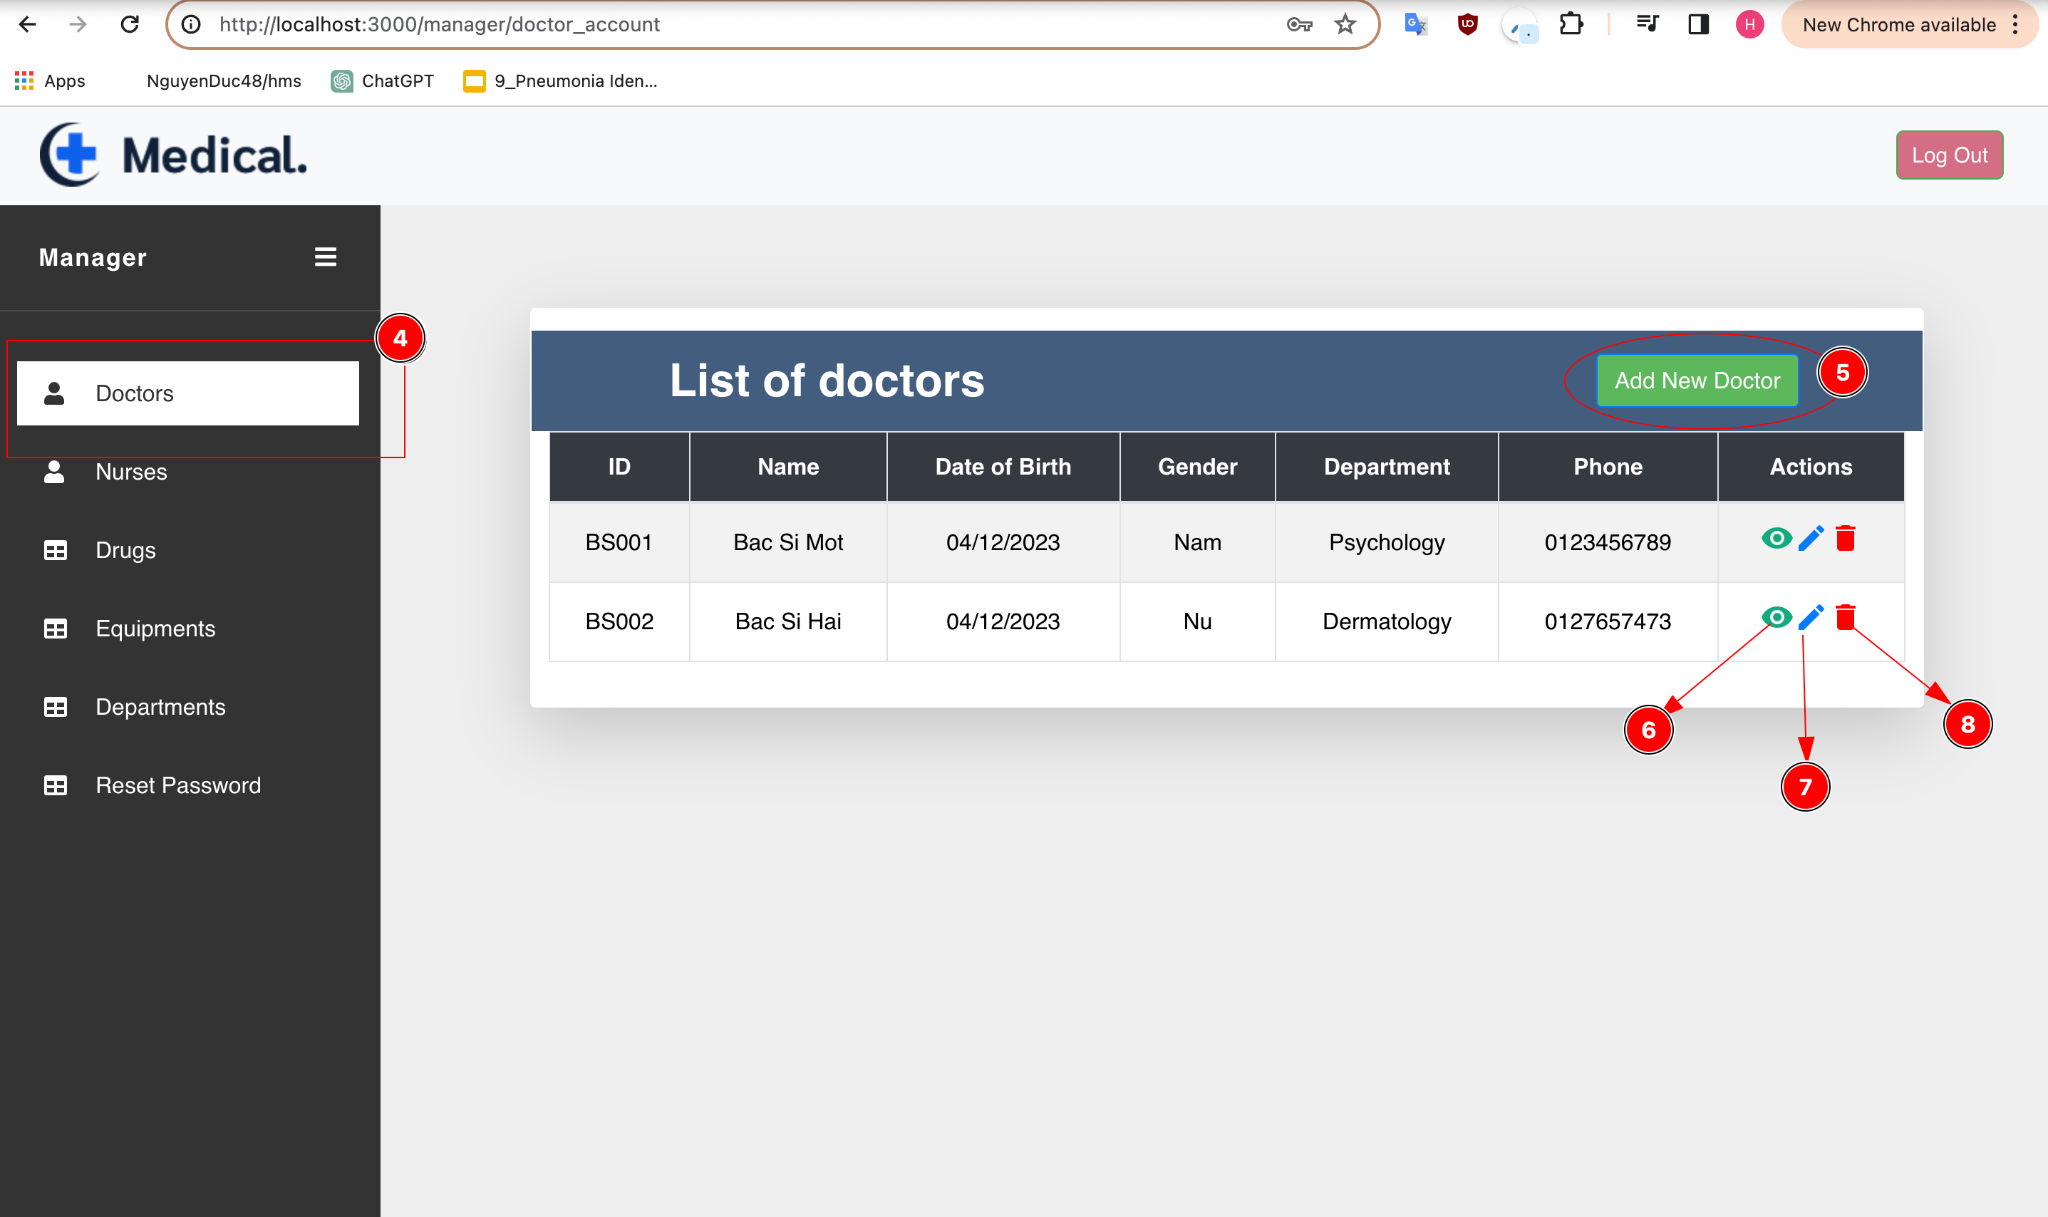 http://localhost:3000/manager/doctor_account
H
New Chrome available
Apps
NguyenDuc48/hms
ChatGPT
9_Pneumonia Iden...
Medical.
Log Out
Manager
4
Doctors
Nurses
Drugs
Equipments
Departments
Reset Password
List of doctors
Add New Doctor
5
ID Name Date of Birth Gender Department Phone Actions
BS001 Bac Si Mot 04/12/2023 Nam Psychology 0123456789
BS002 Bac Si Hai 04/12/2023 Nu Dermatology 0127657473
6
7
8